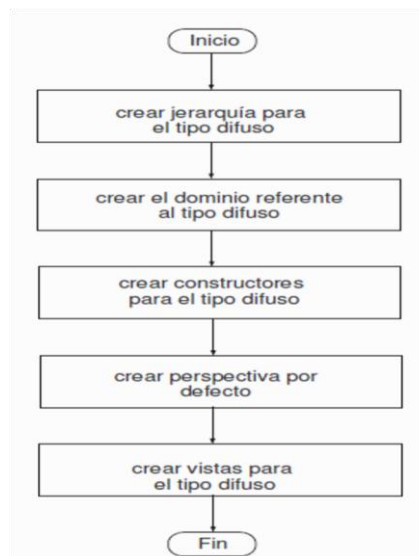 Inicio
crear jerarquía para
el tipo difuso
crear el dominio referente
al tipo difuso
crear constructores
para el tipo difuso
crear perspectiva por
defecto
crear vistas para
el tipo difuso
Fin